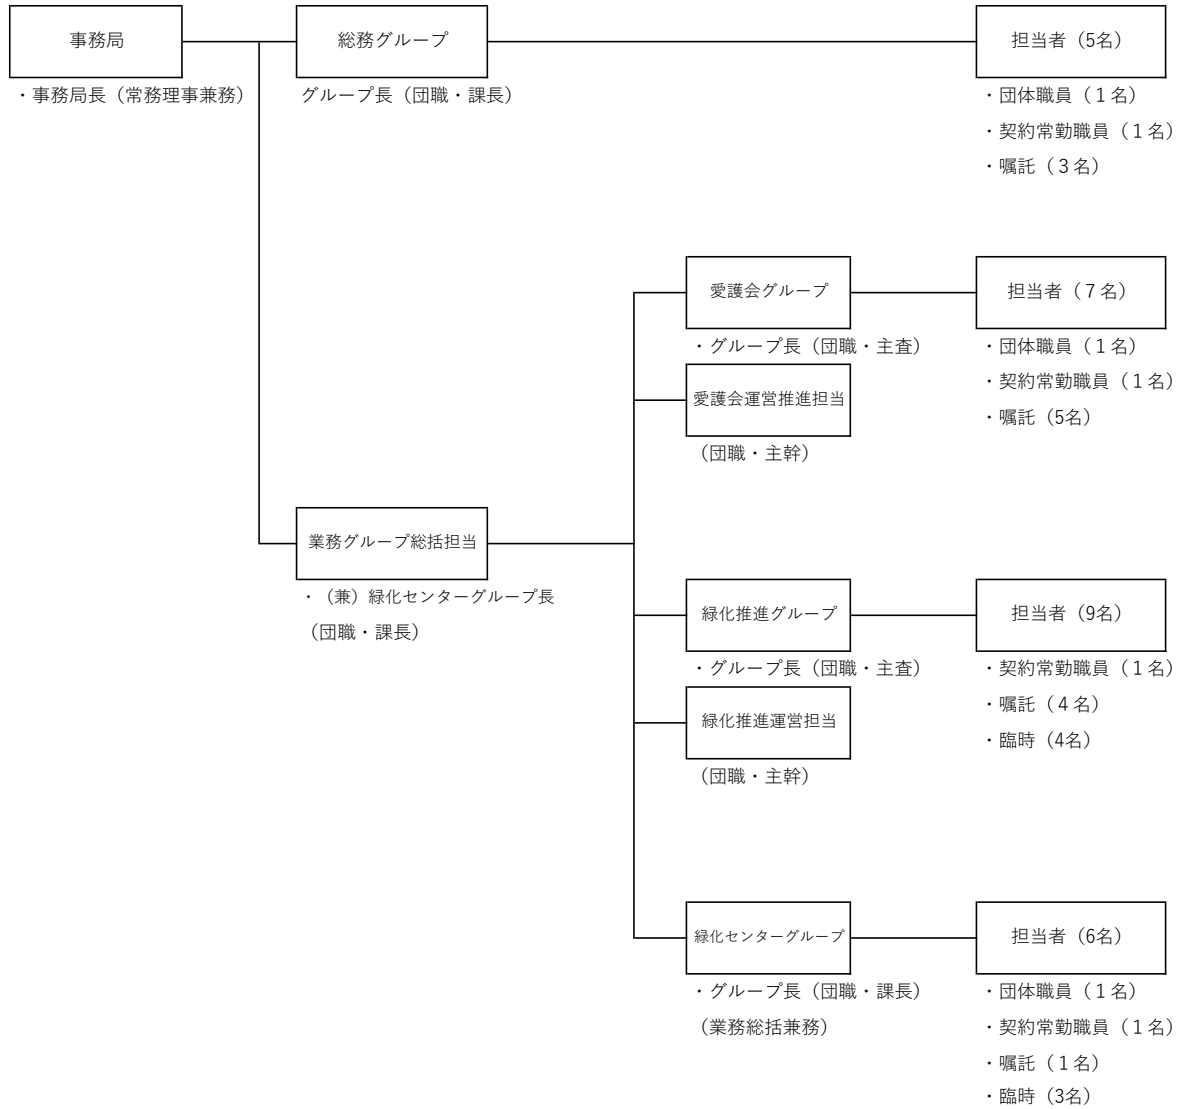 事務局
総務グループ
担当者（5名）
・事務局長（常務理事兼務）
グループ長（団職・課長）
・団体職員（１名）
・契約常勤職員（１名）
・嘱託（３名）
愛護会グループ
担当者（７名）
・グループ長（団職・主査）
・団体職員（１名）
・契約常勤職員（１名）
・嘱託（5名）
愛護会運営推進担当
（団職・主幹）
業務グループ総括担当
・（兼）緑化センターグループ長
（団職・課長）
緑化推進グループ
担当者（9名）
・グループ長（団職・主査）
・契約常勤職員（１名）
・嘱託（４名）
・臨時（4名）
緑化推進運営担当
（団職・主幹）
緑化センターグループ
担当者（6名）
・グループ長（団職・課長）
（業務総括兼務）
・団体職員（１名）
・契約常勤職員（１名）
・嘱託（１名）
・臨時（3名）